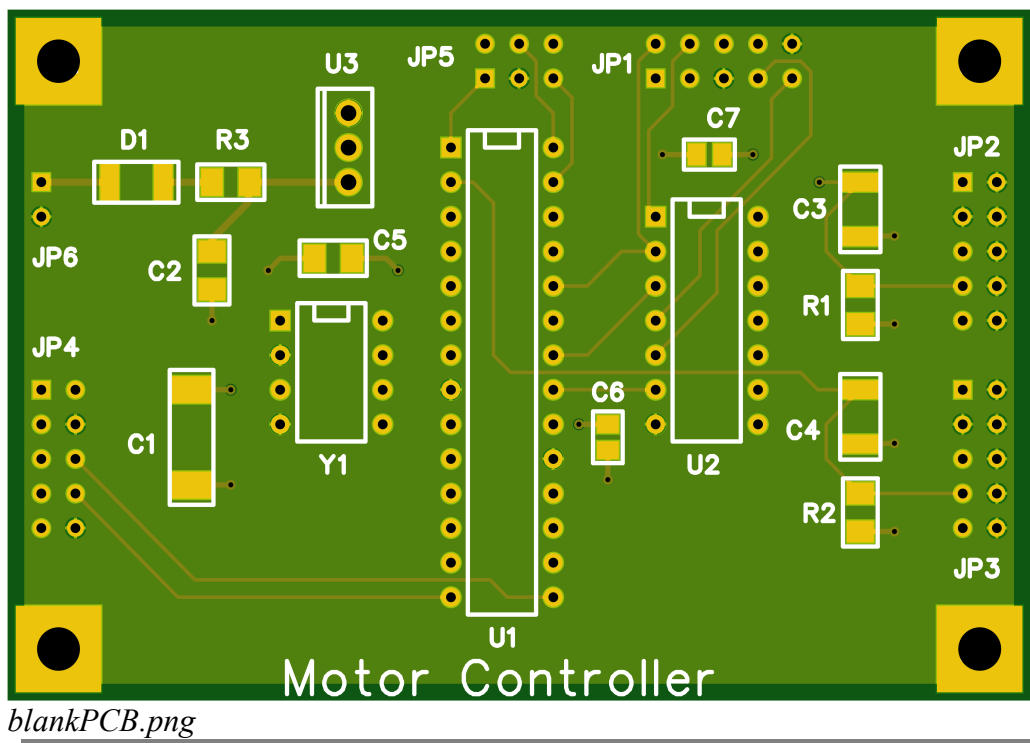 JP5
JP1
U3
C7
D1
R3
JP2
C3
JP6
C2
C5
R1
JP4
C6
C1
C4
Y1
U2
R2
JP3
U1
Motor Controller
blankPCB.png